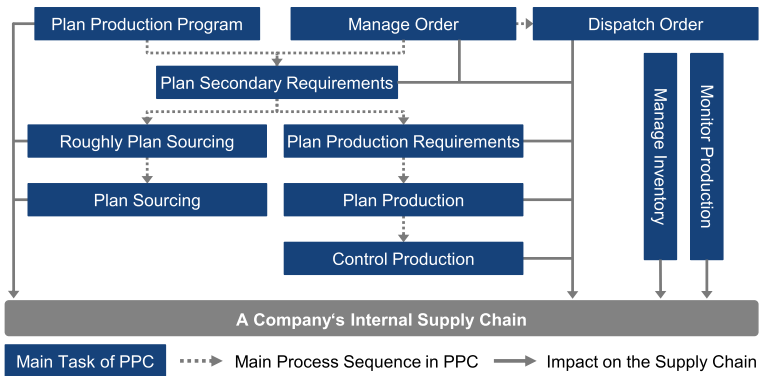 Plan Production Program
Manage Order
Dispatch Order
Plan Secondary Requirements
Roughly Plan Sourcing
Plan Production Requirements
Plan Sourcing
Plan Production
Control Production
Manage Inventory
Monitor Production
A Company‘s Internal Supply Chain
Main Task of PPC
Main Process Sequence in PPC
Impact on the Supply Chain